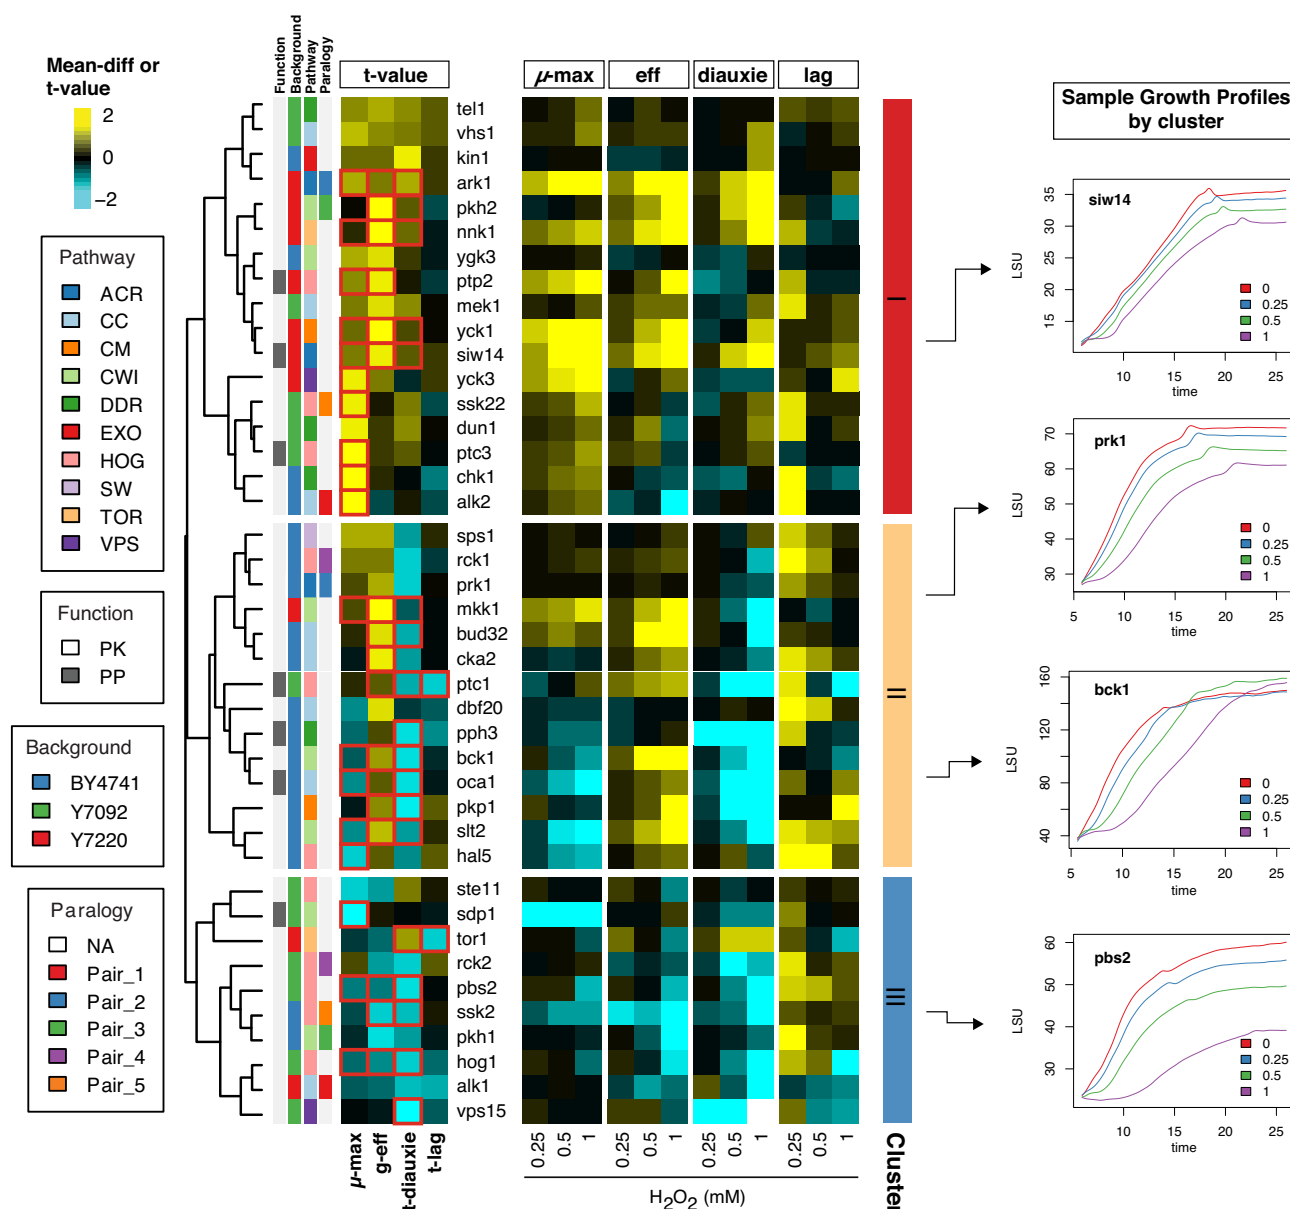 Mean-diff or
t-value
2
0
−2
Function
Background
Pathway
Paralogy
t-value
μ-max
eff
diauxie
lag
Pathway
ACR
CC
CM
CWI
DDR
EXO
HOG
SW
TOR
VPS
Function
PK
PP
Background
BY4741
Y7092
Y7220
Paralogy
NA
Pair_1
Pair_2
Pair_3
Pair_4
Pair_5
tel1
vhs1
kin1
ark1
pkh2
nnk1
ygk3
ptp2
mek1
yck1
siw14
yck3
ssk22
dun1
ptc3
chk1
alk2
sps1
rck1
prk1
mkk1
bud32
cka2
ptc1
dbf20
pph3
bck1
oca1
pkp1
slt2
hal5
ste11
sdp1
tor1
rck2
pbs2
ssk2
pkh1
hog1
alk1
vps15
μ-max
g-eff
t-diauxie
t-lag
0.25
0.5
1
0.25
0.5
1
0.25
0.5
1
0.25
0.5
1
H2O2 (mM)
I
II
III
Cluster
Sample Growth Profiles
by cluster
siw14
LSU
35
30
25
20
15
0
0.25
0.5
1
10
15
20
25
time
prk1
LSU
70
60
50
40
30
0
0.25
0.5
1
5
10
15
20
25
time
bck1
LSU
160
120
80
40
0
0.25
0.5
1
5
10
15
20
25
time
pbs2
LSU
60
50
40
30
0
0.25
0.5
1
10
15
20
25
time